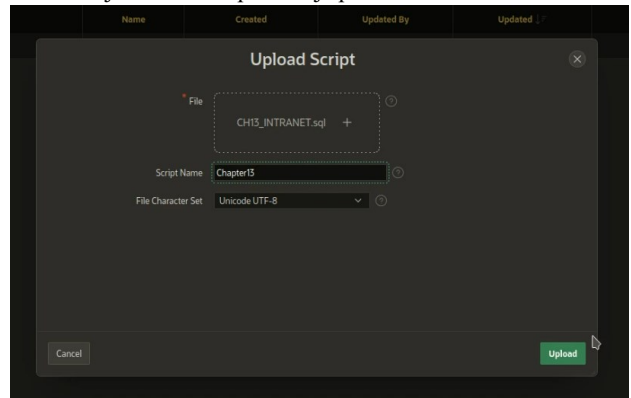 Name Created Updated By Updated
Upload Script
* File
CH13_INTRANET.sql +
Script Name Chapter13
File Character Set Unicode UTF-8
Cancel Upload